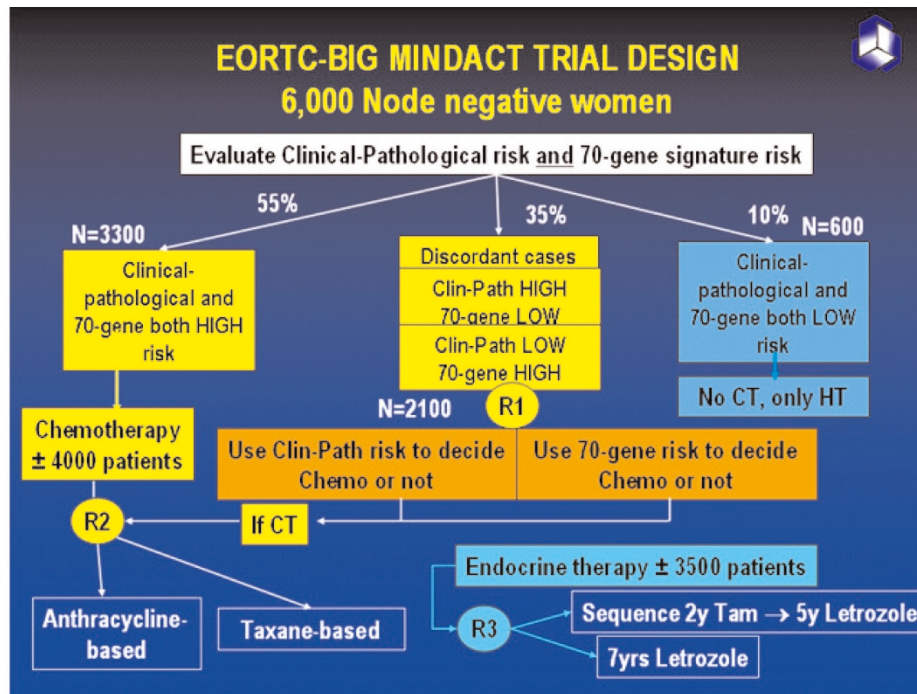 EORTC-BIG MINDACT TRIAL DESIGN
6,000 Node negative women
Evaluate Clinical-Pathological risk and 70-gene signature risk
55%
35%
10%
N=3300
N=600
Clinical-
pathological and
70-gene both HIGH
risk
Discordant cases
Clin-Path HIGH
70-gene LOW
Clin-Path LOW
70-gene HIGH
Clinical-
pathological and
70-gene both LOW
risk
No CT, only HT
N=2100
R1
Chemotherapy
± 4000 patients
Use Clin-Path risk to decide
Chemo or not
Use 70-gene risk to decide
Chemo or not
R2
If CT
Endocrine therapy ± 3500 patients
Anthracycline-
based
Taxane-based
R3
Sequence 2y Tam → 5y Letrozole
7yrs Letrozole